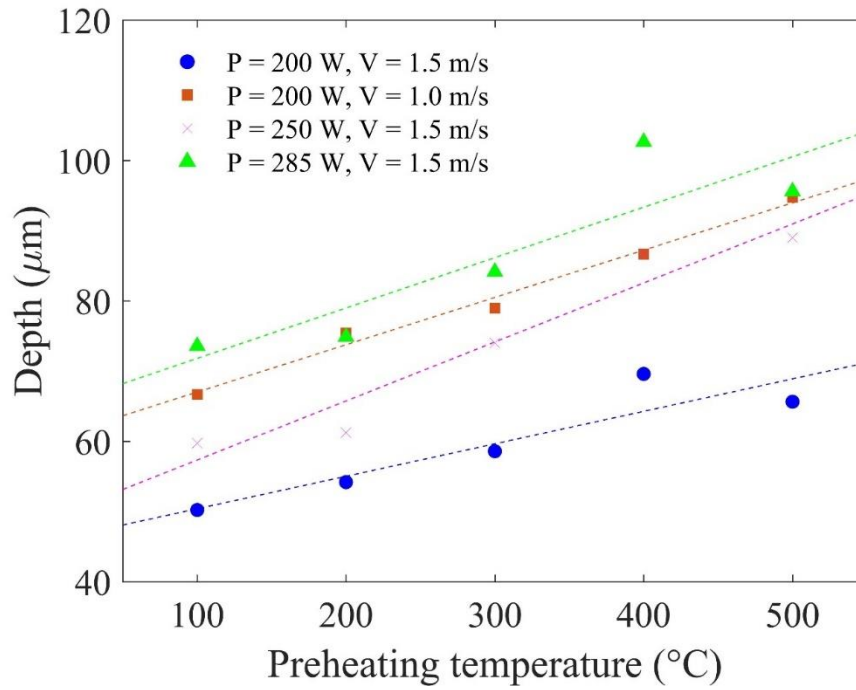 120
P = 200 W, V = 1.5 m/s
P = 200 W, V = 1.0 m/s
P = 250 W, V = 1.5 m/s
P = 285 W, V = 1.5 m/s
100
80
60
40
Depth (μm)
100 200 300 400 500
Preheating temperature (°C)